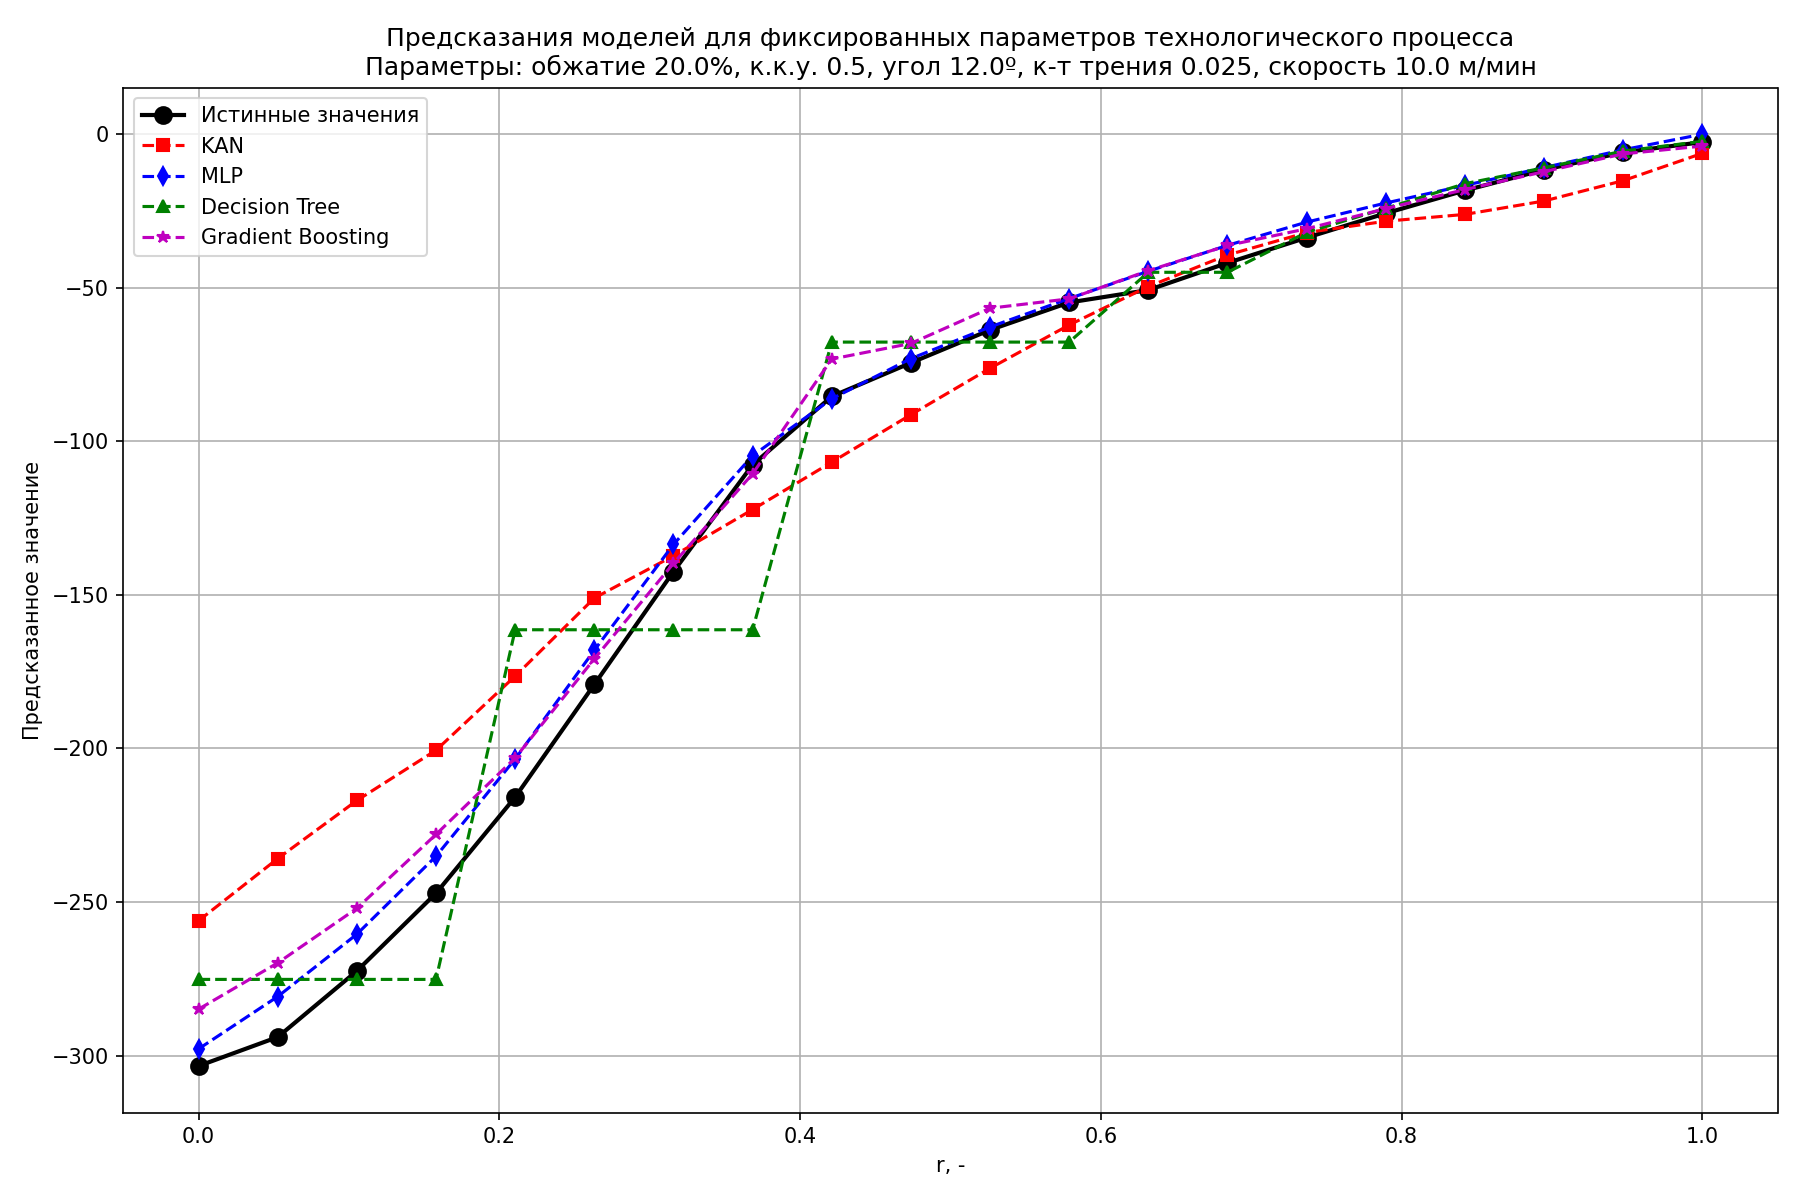 Предсказания моделей для фиксированных параметров технологического процесса
Параметры: обжатие 20.0%, к.к.у. 0.5, угол 12.0º, к-т трения 0.025, скорость 10.0 м/мин
Истинные значения
KAN
MLP
Decision Tree
Gradient Boosting
Предсказанное значение
0
−50
−100
−150
−200
−250
−300
0.0
0.2
0.4
0.6
0.8
1.0
r, -